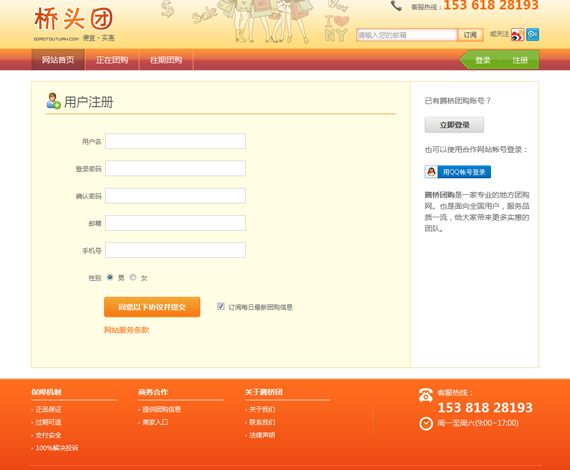 桥头团
QIAOTOUTUAN.COM 便宜·实惠
客服热线：153 618 28193
请输入您的邮箱 订阅 或关注
网站首页 正在团购 往期团购 登录 注册
用户注册
用户名
登录密码
确认密码
邮箱
手机号
性别 男 女
同意以下协议并提交 订阅每日最新团购信息
网站服务条款
已有腾桥团购账号？
立即登录
也可以使用合作网站帐号登录：
用QQ帐号登录
腾桥团购是一家专业的地方团购
网。也是面向全国用户，服务品
质一流，给大家带来更多实惠的
团队。
保障机制 商务合作 关于腾桥团
正品保证 提供团购信息 关于我们
过期可退 商家入口 联系我们
支付安全 法律声明
100%解决投诉
客服热线：
153 818 28193
周一至周六(9:00~17:00)
I
NY